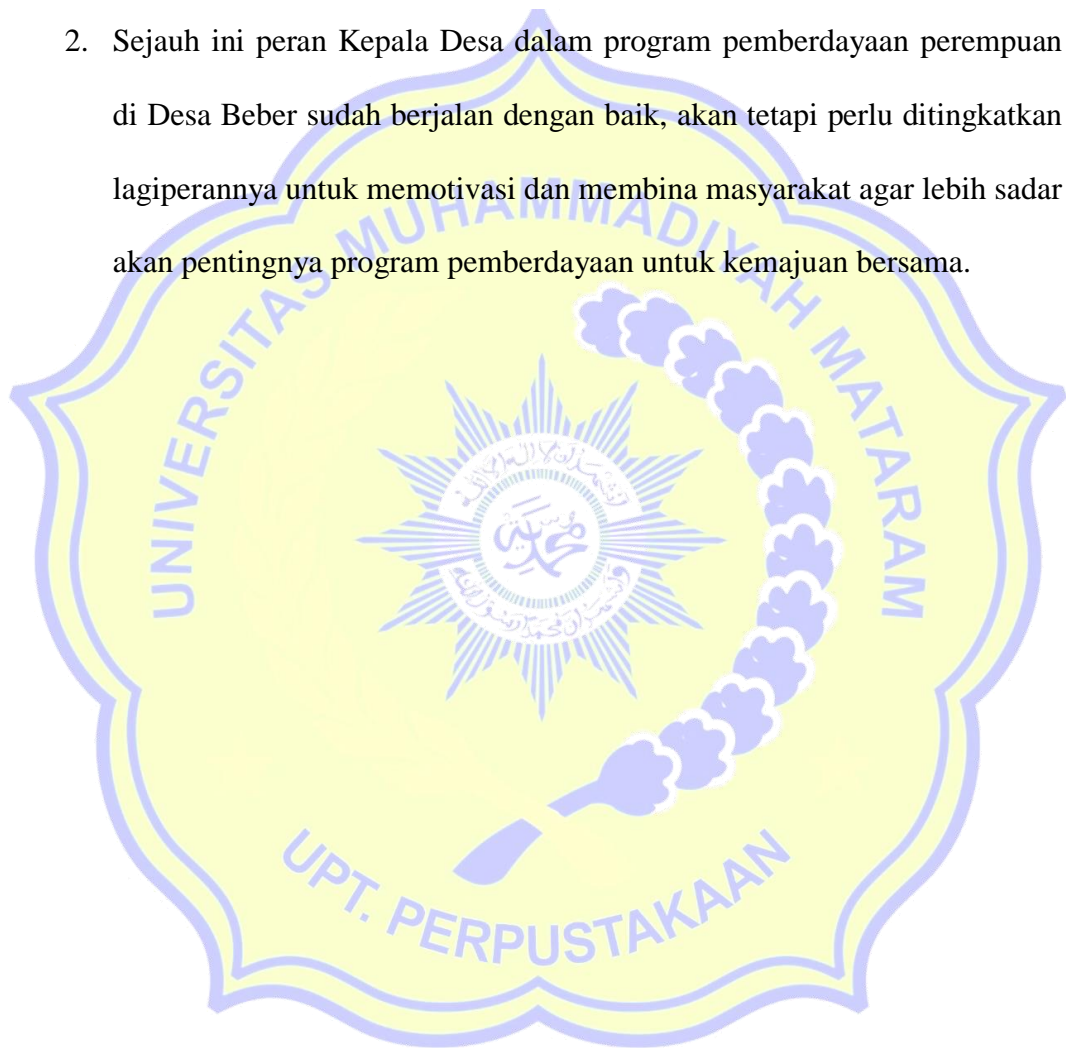 2. Sejauh ini peran Kepala Desa dalam program pemberdayaan perempuan
di Desa Beber sudah berjalan dengan baik, akan tetapi perlu ditingkatkan
lagiperannya untuk memotivasi dan membina masyarakat agar lebih sadar
akan pentingnya program pemberdayaan untuk kemajuan bersama.
UNIVERSITAS MUHAMMADIYAH MATARAM
UPT. PERPUSTAKAAN